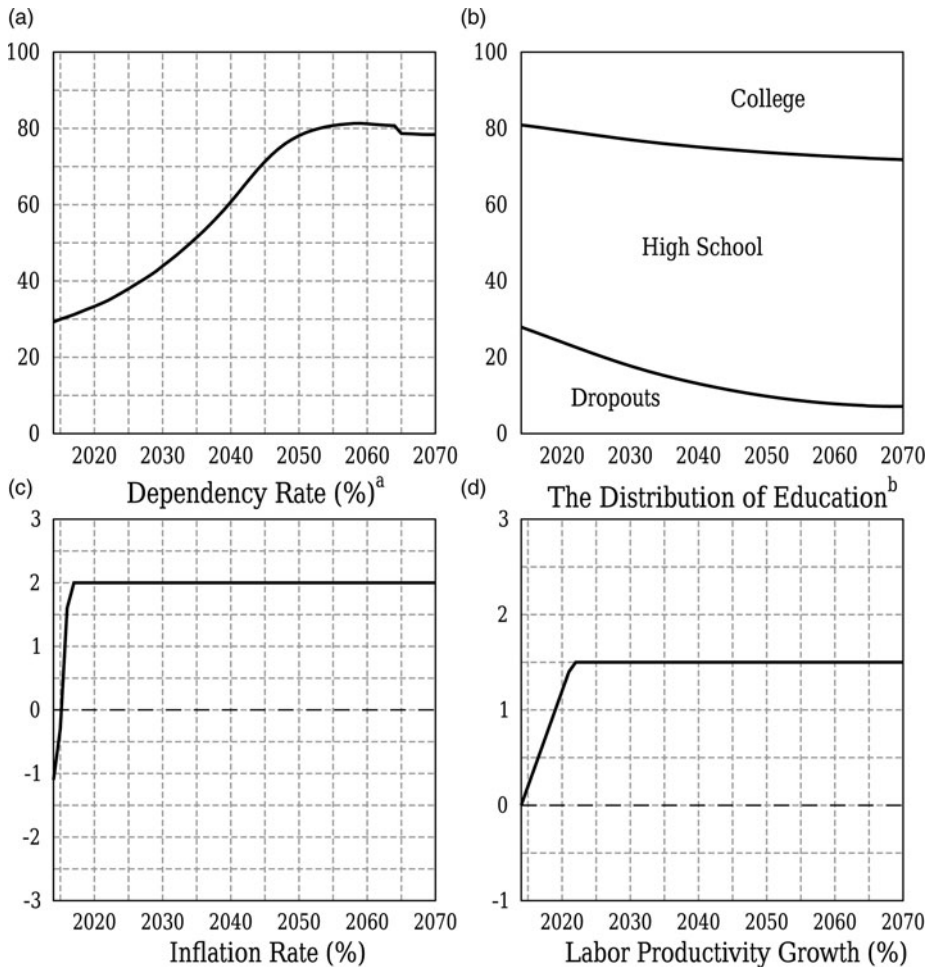 (a)
100
80
60
40
20
0
2020 2030 2040 2050 2060 2070
Dependency Rate (%)a
(b)
100
80
60
40
20
0
College
High School
Dropouts
2020 2030 2040 2050 2060 2070
The Distribution of Educationb
(c)
3
2
1
0
-1
-2
-3
2020 2030 2040 2050 2060 2070
Inflation Rate (%)
(d)
3
2
1
0
-1
2020 2030 2040 2050 2060 2070
Labor Productivity Growth (%)